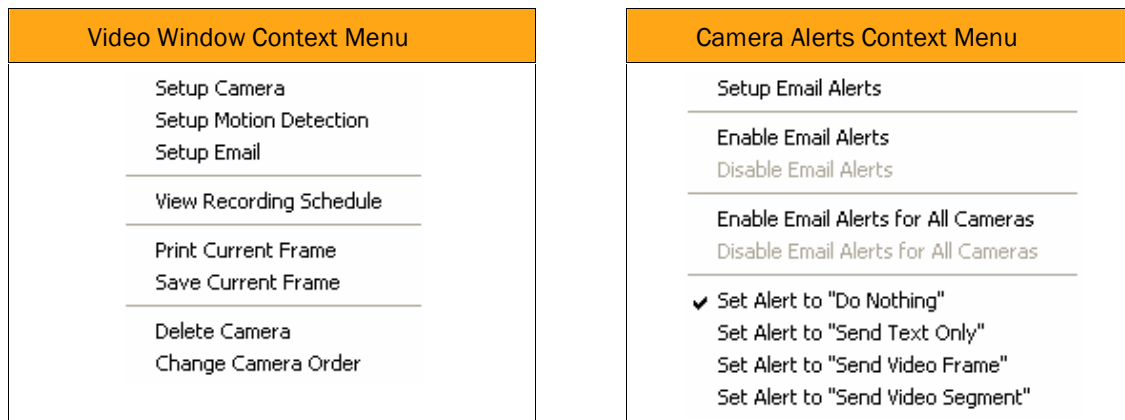 Video Window Context Menu
Setup Camera
Setup Motion Detection
Setup Email
View Recording Schedule
Print Current Frame
Save Current Frame
Delete Camera
Change Camera Order
Camera Alerts Context Menu
Setup Email Alerts
Enable Email Alerts
Disable Email Alerts
Enable Email Alerts for All Cameras
Disable Email Alerts for All Cameras
Set Alert to "Do Nothing"
Set Alert to "Send Text Only"
Set Alert to "Send Video Frame"
Set Alert to "Send Video Segment"